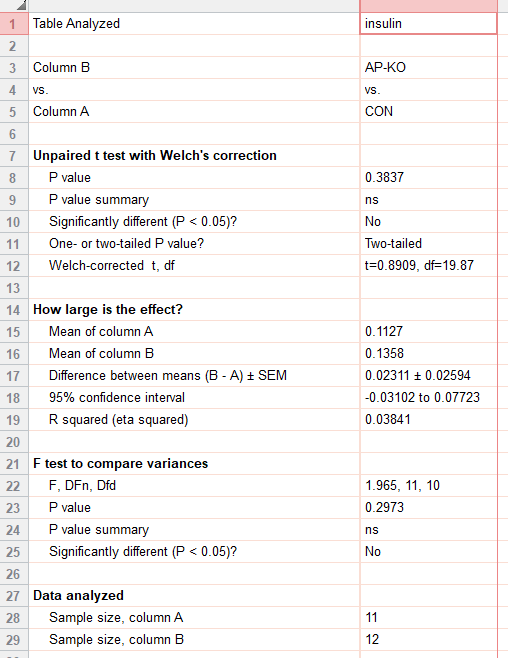 1 Table Analyzed insulin
2
3 Column B AP-KO
4 vs. vs.
5 Column A CON
6
7 Unpaired t test with Welch's correction
8 P value 0.3837
9 P value summary ns
10 Significantly different (P < 0.05)? No
11 One- or two-tailed P value? Two-tailed
12 Welch-corrected t, df t=0.8909, df=19.87
13
14 How large is the effect?
15 Mean of column A 0.1127
16 Mean of column B 0.1358
17 Difference between means (B - A) ± SEM 0.02311 ± 0.02594
18 95% confidence interval -0.03102 to 0.07723
19 R squared (eta squared) 0.03841
20
21 F test to compare variances
22 F, DFn, Dfd 1.965, 11, 10
23 P value 0.2973
24 P value summary ns
25 Significantly different (P < 0.05)? No
26
27 Data analyzed
28 Sample size, column A 11
29 Sample size, column B 12